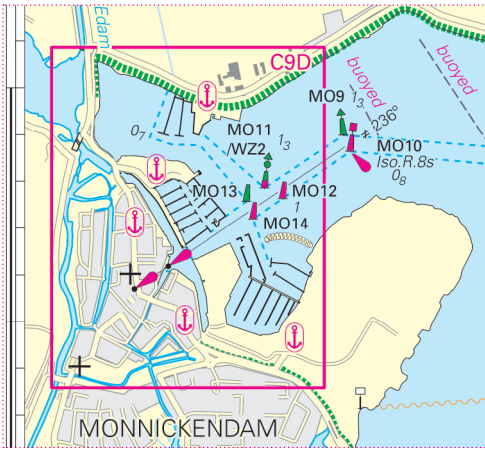 Edam
C9D
buoyed
buoyed
MO9 1₃
236°
MO10
Iso.R.8s
0₈
0₇
MO11
/WZ2
1₃
MO13
MO12
1
MO14
MONNICKENDAM